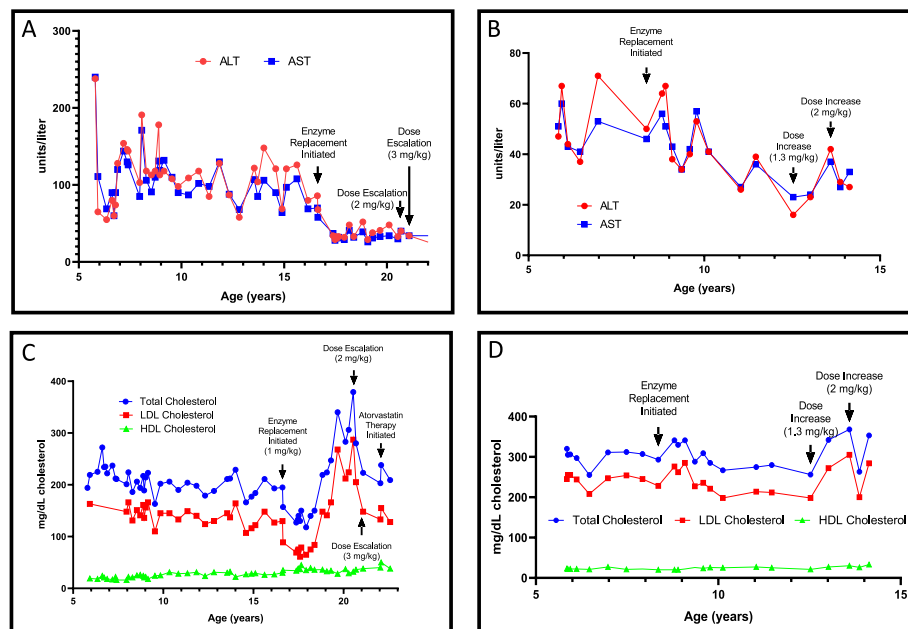 A
300
200
100
0
units/liter
ALT
AST
Enzyme
Replacement
Initiated
Dose Escalation
(2 mg/kg)
Dose
Escalation
(3 mg/kg)
5
10
15
20
Age (years)
B
80
60
40
20
0
units/liter
Enzyme
Replacement
Initiated
Dose Increase
(2 mg/kg)
Dose
Increase
(1.3 mg/kg)
ALT
AST
5
10
15
Age (years)
C
400
300
200
100
0
mg/dL cholesterol
Total Cholesterol
LDL Cholesterol
HDL Cholesterol
Dose Escalation
(2 mg/kg)
Enzyme
Replacement
Initiated
(1 mg/kg)
Atorvastatin
Therapy
Initiated
Dose Escalation
(3 mg/kg)
5
10
15
20
Age (years)
D
400
300
200
100
0
mg/dL cholesterol
Enzyme
Replacement
Initiated
Dose Increase
(2 mg/kg)
Dose
Increase
(1.3 mg/kg)
Total Cholesterol
LDL Cholesterol
HDL Cholesterol
5
10
15
Age (years)